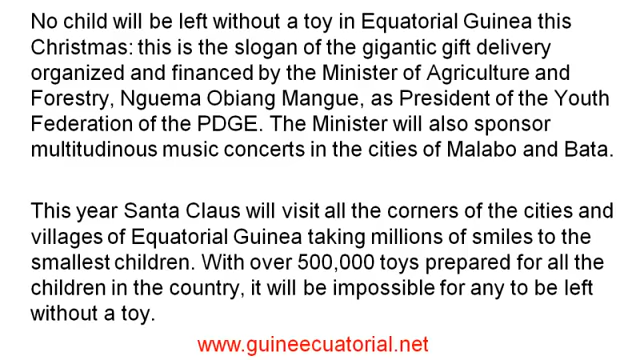 No child will be left without a toy in Equatorial Guinea this
Christmas: this is the slogan of the gigantic gift delivery
organized and financed by the Minister of Agriculture and
Forestry, Nguema Obiang Mangue, as President of the Youth
Federation of the PDGE. The Minister will also sponsor
multitudinous music concerts in the cities of Malabo and Bata.
This year Santa Claus will visit all the corners of the cities and
villages of Equatorial Guinea taking millions of smiles to the
smallest children. With over 500,000 toys prepared for all the
children in the country, it will be impossible for any to be left
without a toy.
www.guineecuatorial.net